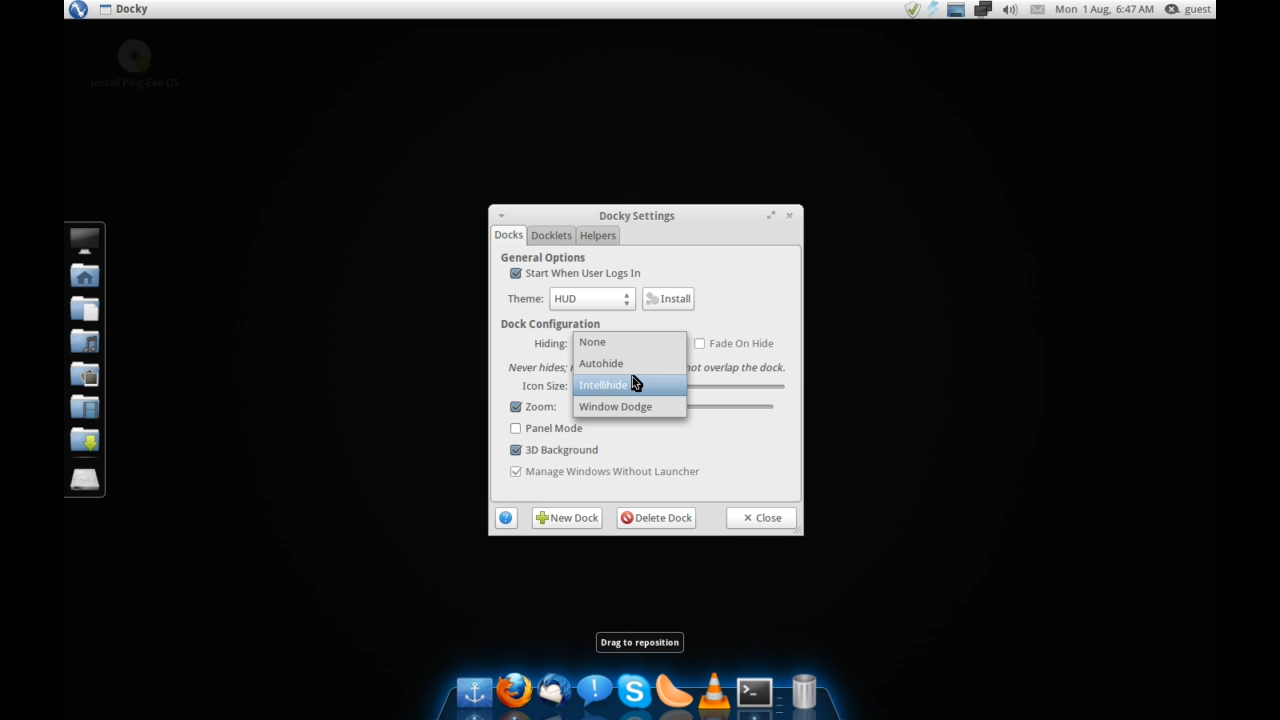 Docky
Mon 1 Aug, 6:47 AM
guest
Install Ping-Eee OS
Docky Settings
Docks
Docklets
Helpers
General Options
Start When User Logs In
Theme:
HUD
Install
Dock Configuration
Hiding:
None
Fade On Hide
Autohide
Never hides;
not overlap the dock.
Icon Size:
Intellihide
Zoom:
Window Dodge
Panel Mode
3D Background
Manage Windows Without Launcher
New Dock
Delete Dock
Close
Drag to reposition